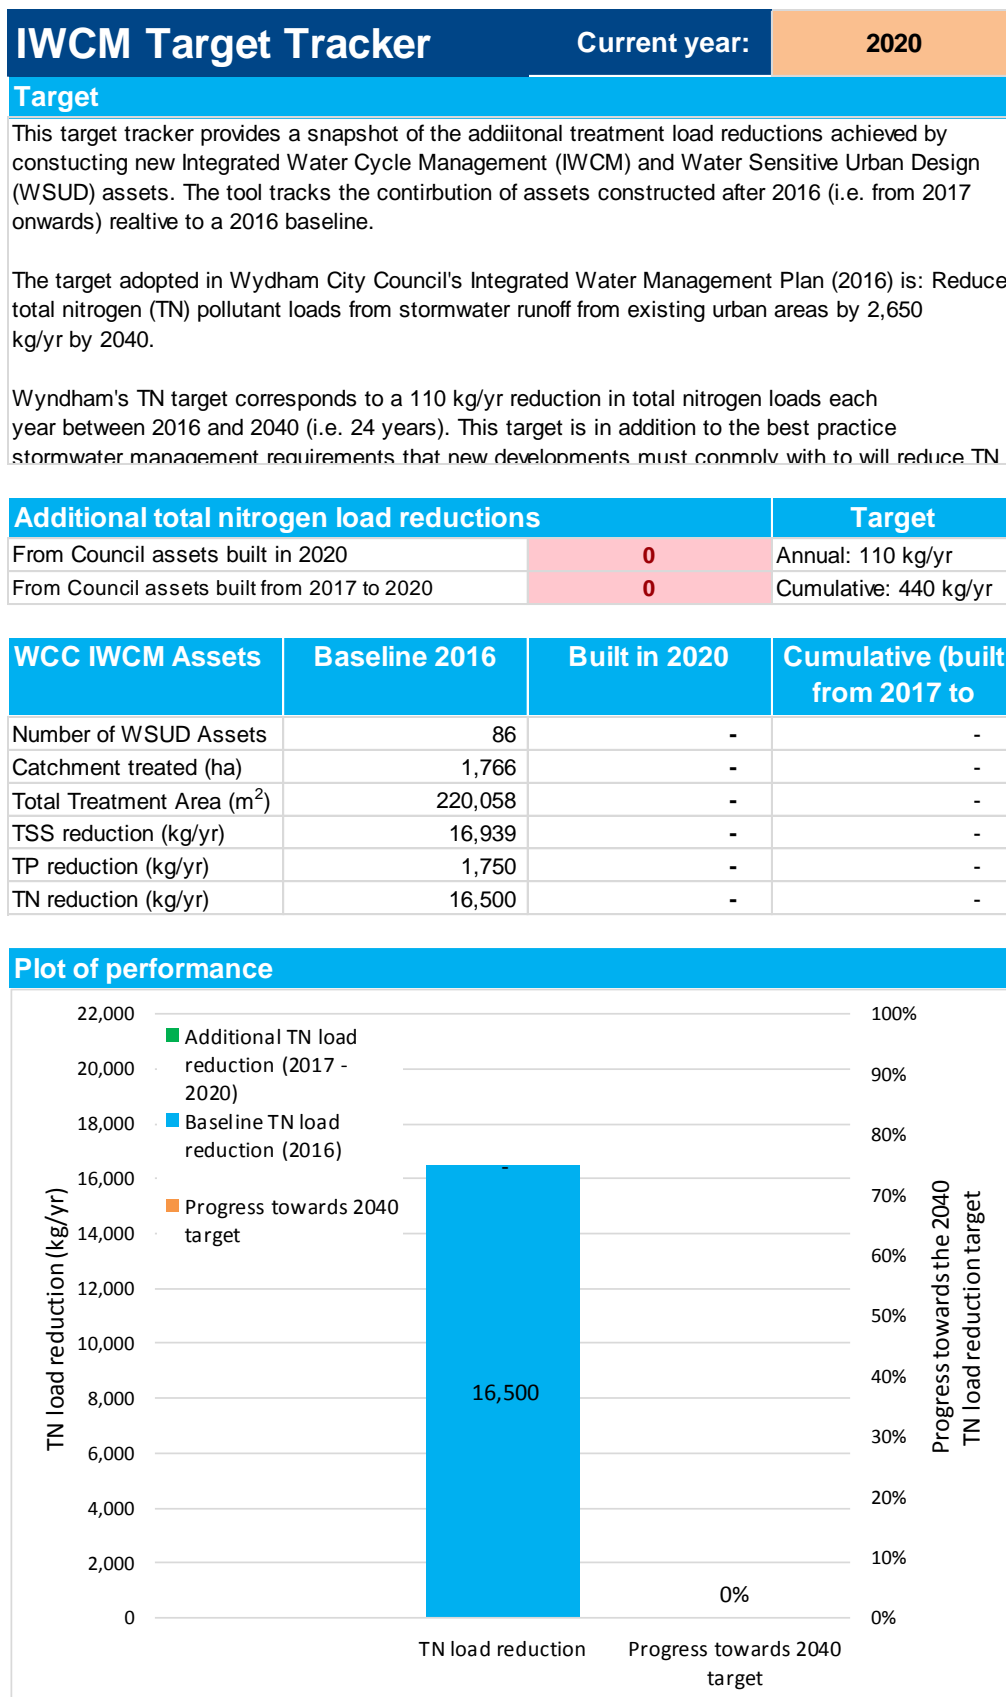 IWCM Target Tracker Current year: 2020
Target
This target tracker provides a snapshot of the addiitonal treatment load reductions achieved by
constucting new Integrated Water Cycle Management (IWCM) and Water Sensitive Urban Design
(WSUD) assets. The tool tracks the contirbution of assets constructed after 2016 (i.e. from 2017
onwards) realtive to a 2016 baseline.
The target adopted in Wydham City Council's Integrated Water Management Plan (2016) is: Reduce
total nitrogen (TN) pollutant loads from stormwater runoff from existing urban areas by 2,650
kg/yr by 2040.
Wyndham's TN target corresponds to a 110 kg/yr reduction in total nitrogen loads each
year between 2016 and 2040 (i.e. 24 years). This target is in addition to the best practice
stormwater management requirements that new developments must conmply with to will reduce TN
Additional total nitrogen load reductions Target
From Council assets built in 2020 0 Annual: 110 kg/yr
From Council assets built from 2017 to 2020 0 Cumulative: 440 kg/yr
WCC IWCM Assets Baseline 2016 Built in 2020 Cumulative (built
from 2017 to
Number of WSUD Assets 86 - -
Catchment treated (ha) 1,766 - -
Total Treatment Area (m²) 220,058 - -
TSS reduction (kg/yr) 16,939 - -
TP reduction (kg/yr) 1,750 - -
TN reduction (kg/yr) 16,500 - -
Plot of performance
22,000
20,000
18,000
16,000
14,000
12,000
10,000
8,000
6,000
4,000
2,000
0
TN load reduction (kg/yr)
Additional TN load
reduction (2017 -
2020)
Baseline TN load
reduction (2016)
Progress towards 2040
target
-
16,500
0%
100%
90%
80%
70%
60%
50%
40%
30%
20%
10%
0%
Progress towards the 2040
TN load reduction target
TN load reduction
Progress towards 2040
target